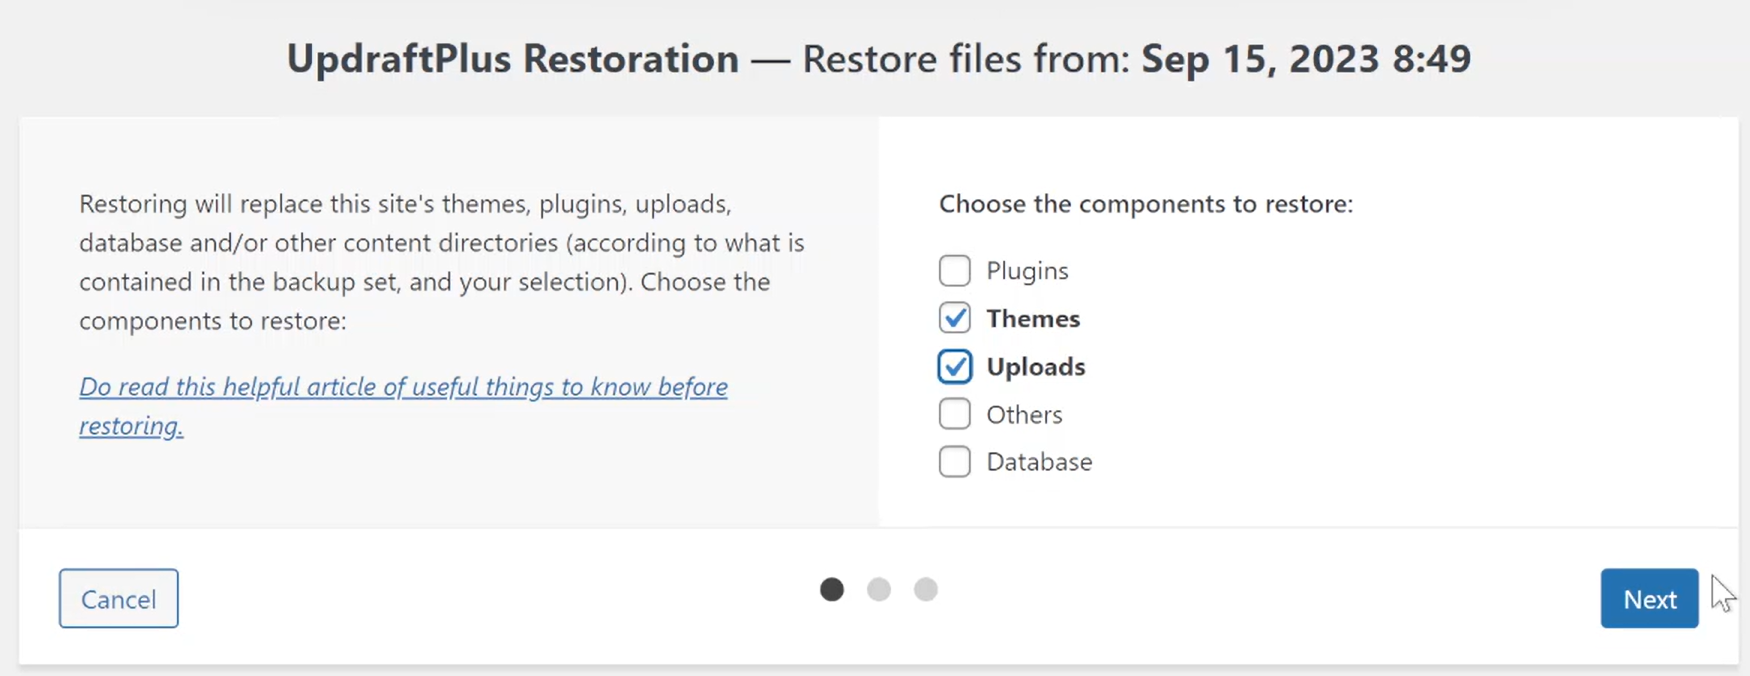 UpdraftPlus Restoration — Restore files from: Sep 15, 2023 8:49
Restoring will replace this site's themes, plugins, uploads,
database and/or other content directories (according to what is
contained in the backup set, and your selection). Choose the
components to restore:
Do read this helpful article of useful things to know before
restoring.
Choose the components to restore:
Plugins
Themes
Uploads
Others
Database
Cancel
Next